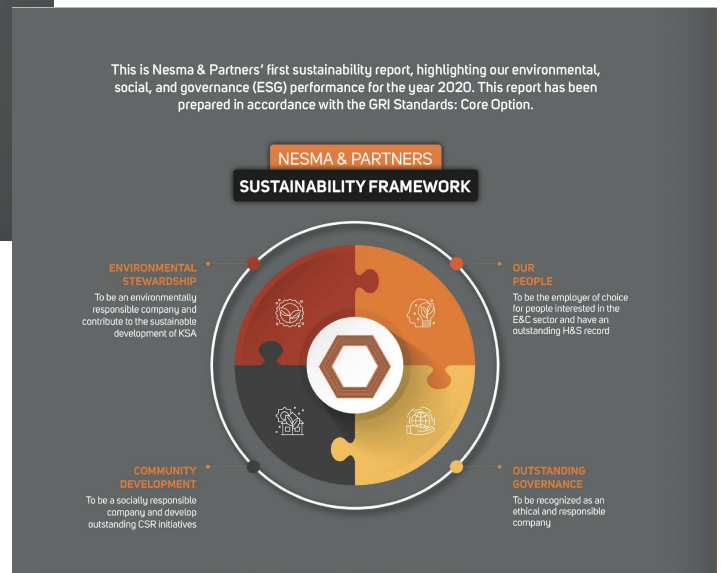 This is Nesma & Partners' first sustainability report, highlighting our environmental,
social, and governance (ESG) performance for the year 2020. This report has been
prepared in accordance with the GRI Standards: Core Option.
NESMA & PARTNERS
SUSTAINABILITY FRAMEWORK
ENVIRONMENTAL
STEWARDSHIP
To be an environmentally
responsible company and
contribute to the sustainable
development of KSA
OUR
PEOPLE
To be the employer of choice
for people interested in the
E&C sector and have an
outstanding H&S record
COMMUNITY
DEVELOPMENT
To be a socially responsible
company and develop
outstanding CSR initiatives
OUTSTANDING
GOVERNANCE
To be recognized as an
ethical and responsible
company